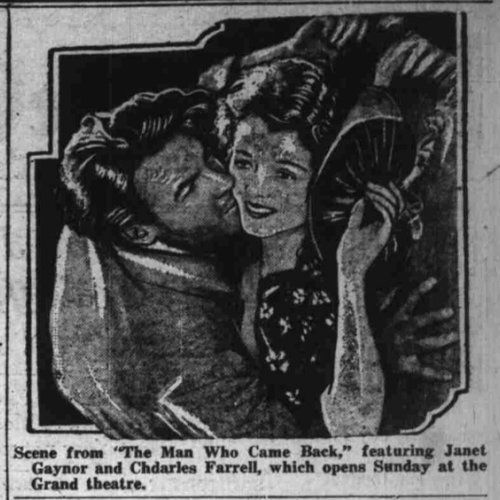 Scene from "The Man Who Came Back," featuring Janet
Gaynor and Chdarles Farrell, which opens Sunday at the
Grand theatre.